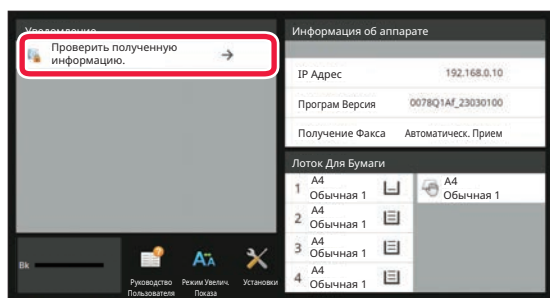 Уведомление
Проверить полученную
информацию.
Информация об аппарате
IP Адрес 192.168.0.10
Програм Версия 0078Q1Af_23030100
Получение Факса Автоматическ. Прием
Лоток Для Бумаги
1 A4
Обычная 1
A4
Обычная 1
2 A4
Обычная 1
3 A4
Обычная 1
4 A4
Обычная 1
Bk
Руководство
Пользователя
Режим Увелич.
Показа
Установки